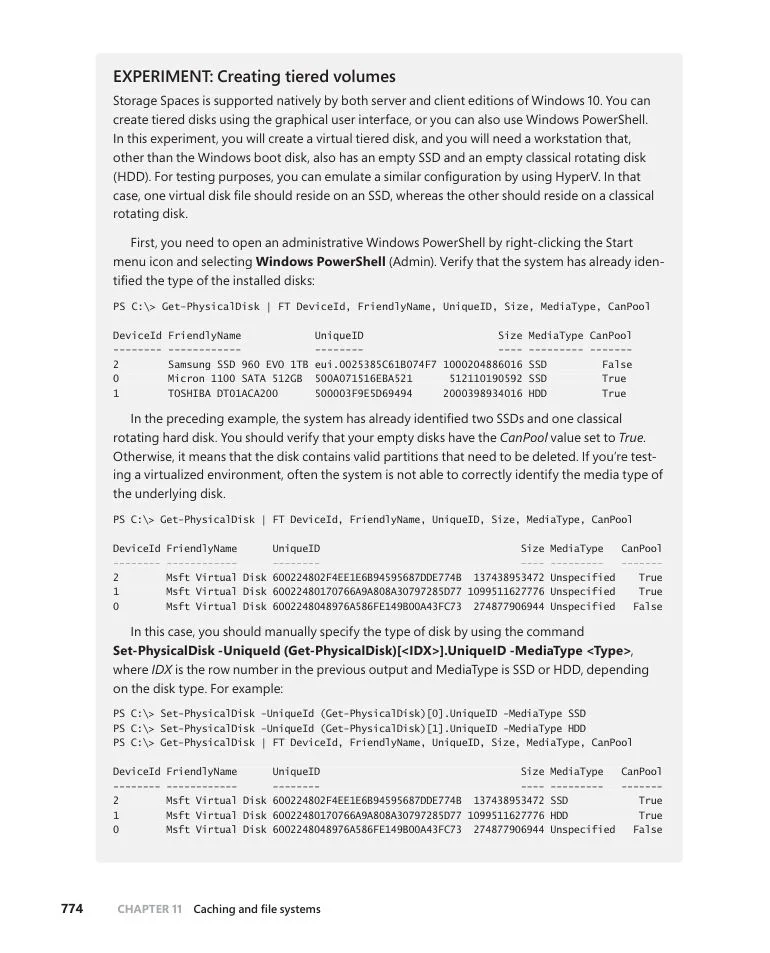 EXPERIMENT: Creating tiered volumes
Storage Spaces is supported natively by both server and client editions of Windows 10. You can
create tiered disks using the graphical user interface, or you can also use Windows PowerShell.
In this experiment, you will create a virtual tiered disk, and you will need a workstation that,
other than the Windows boot disk, also has an empty SSD and an empty classical rotating disk
(HDD). For testing purposes, you can emulate a similar configuration by using HyperV. In that
case, one virtual disk file should reside on an SSD, whereas the other should reside on a classical
rotating disk.
First, you need to open an administrative Windows PowerShell by right-clicking the Start
menu icon and selecting Windows PowerShell (Admin). Verify that the system has already iden-
tified the type of the installed disks:
PS C:\> Get-PhysicalDisk | FT DeviceId, FriendlyName, UniqueID, Size, MediaType, CanPool
DeviceId FriendlyName UniqueID Size MediaType CanPool
-------- ------------ -------- ---- --------- -------
2 Samsung SSD 960 EVO 1TB eui.0025385C61B074F7 1000204886016 SSD False
0 Micron 1100 SATA 512GB 500A071516EBA521 512110190592 SSD True
1 TOSHIBA DT01ACA200 500003F9E5D69494 2000398934016 HDD True
In the preceding example, the system has already identified two SSDs and one classical
rotating hard disk. You should verify that your empty disks have the CanPool value set to True.
Otherwise, it means that the disk contains valid partitions that need to be deleted. If you're test-
ing a virtualized environment, often the system is not able to correctly identify the media type of
the underlying disk.
PS C:\> Get-PhysicalDisk | FT DeviceId, FriendlyName, UniqueID, Size, MediaType, CanPool
DeviceId FriendlyName UniqueID Size MediaType CanPool
-------- ------------ -------- ---- --------- -------
2 Msft Virtual Disk 600224802F4EE1E6B94595687DDE774B 137438953472 Unspecified True
1 Msft Virtual Disk 60022480170766A9A808A30797285D77 1099511627776 Unspecified True
0 Msft Virtual Disk 6002248048976A586FE149B00A43FC73 274877906944 Unspecified False
In this case, you should manually specify the type of disk by using the command
Set-PhysicalDisk -UniqueId (Get-PhysicalDisk)[<IDX>].UniqueID -MediaType <Type>,
where IDX is the row number in the previous output and MediaType is SSD or HDD, depending
on the disk type. For example:
PS C:\> Set-PhysicalDisk -UniqueId (Get-PhysicalDisk)[0].UniqueID -MediaType SSD
PS C:\> Set-PhysicalDisk -UniqueId (Get-PhysicalDisk)[1].UniqueID -MediaType HDD
PS C:\> Get-PhysicalDisk | FT DeviceId, FriendlyName, UniqueID, Size, MediaType, CanPool
DeviceId FriendlyName UniqueID Size MediaType CanPool
-------- ------------ -------- ---- --------- -------
2 Msft Virtual Disk 600224802F4EE1E6B94595687DDE774B 137438953472 SSD True
1 Msft Virtual Disk 60022480170766A9A808A30797285D77 1099511627776 HDD True
0 Msft Virtual Disk 6002248048976A586FE149B00A43FC73 274877906944 Unspecified False
774 CHAPTER 11 Caching and file systems